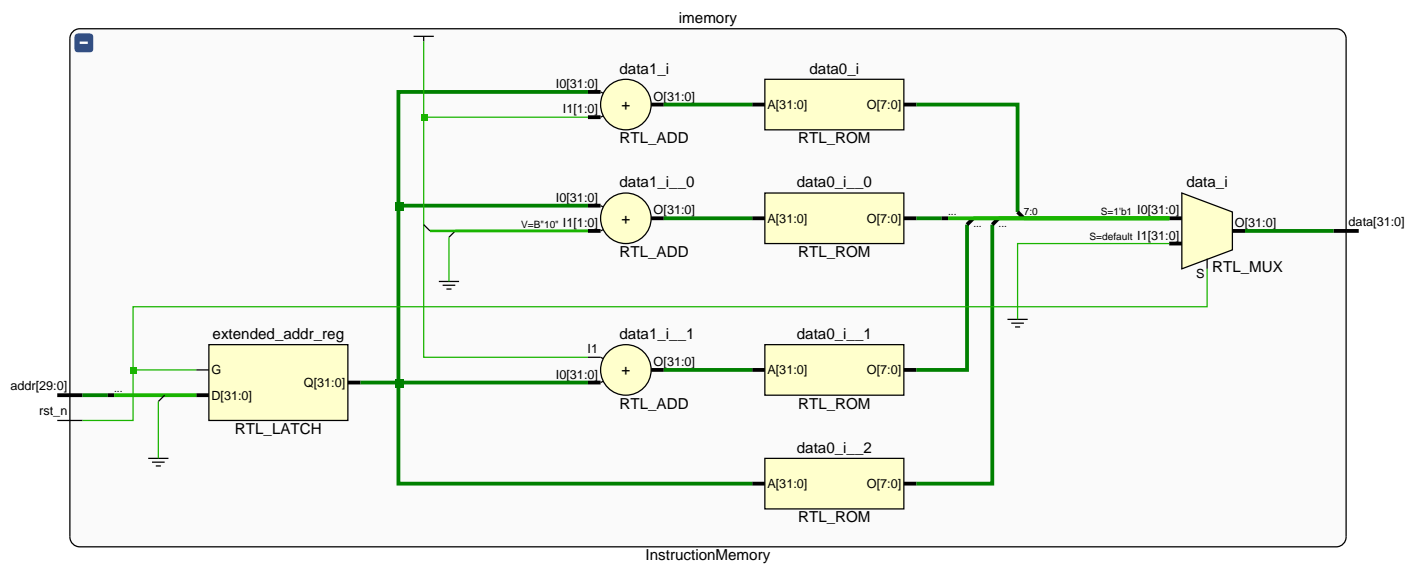 imemory
data1_i
I0[31:0]
I1[1:0]
+
O[31:0]
RTL_ADD
data0_i
A[31:0]
O[7:0]
RTL_ROM
data1_i__0
I0[31:0]
V=B"10" I1[1:0]
+
O[31:0]
RTL_ADD
data0_i__0
A[31:0]
O[7:0]
RTL_ROM
...
...
...
7:0
data_i
S=1'b1 I0[31:0]
S=default I1[31:0]
S
O[31:0]
RTL_MUX
data[31:0]
extended_addr_reg
G
D[31:0]
Q[31:0]
RTL_LATCH
addr[29:0]
...
rst_n
data1_i__1
I1
I0[31:0]
+
O[31:0]
RTL_ADD
data0_i__1
A[31:0]
O[7:0]
RTL_ROM
data0_i__2
A[31:0]
O[7:0]
RTL_ROM
InstructionMemory